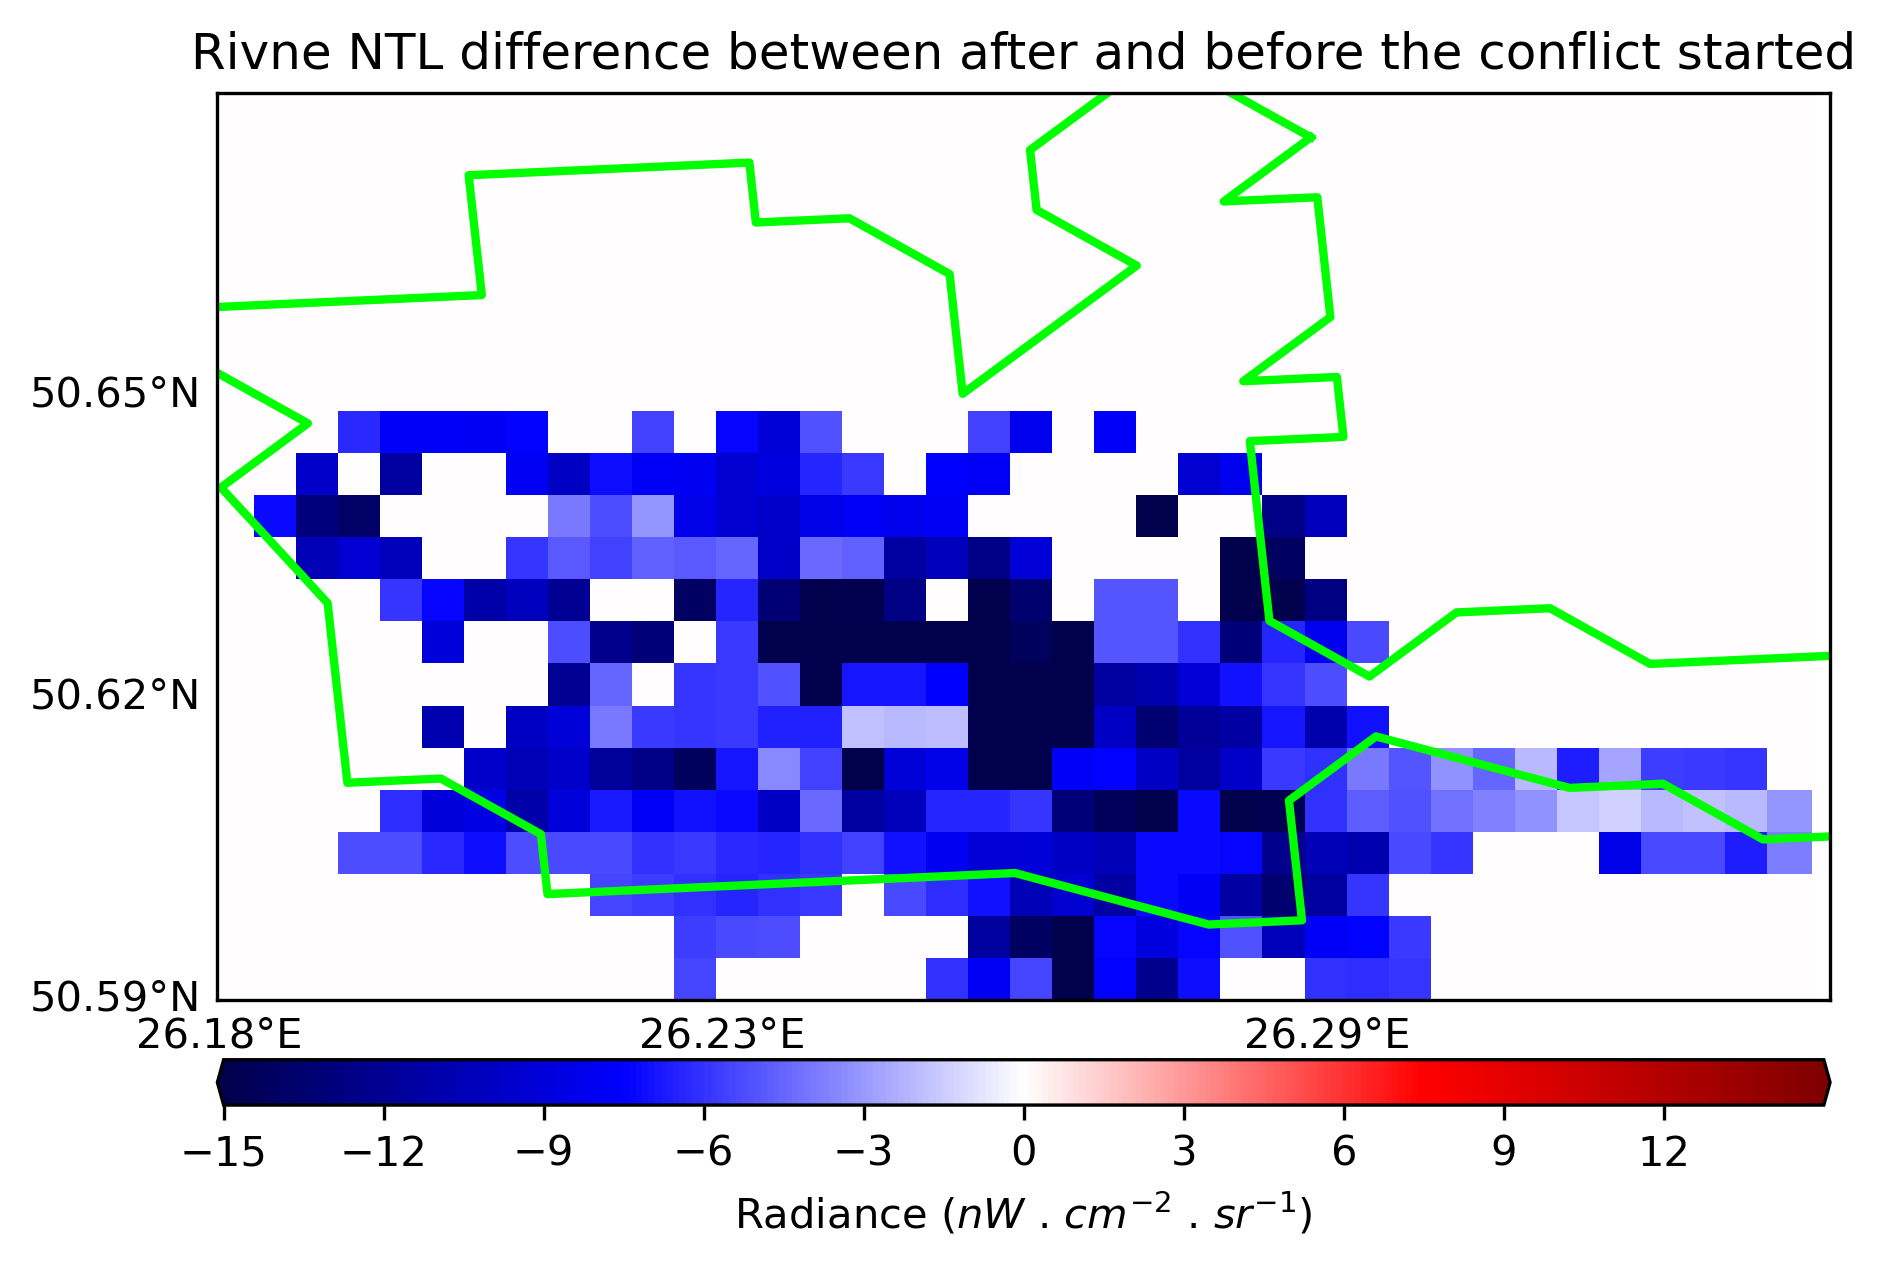 Rivne NTL difference between after and before the conflict started
50.65°N
50.62°N
50.59°N
26.18°E 26.23°E 26.29°E
−15 −12 −9 −6 −3 0 3 6 9 12
Radiance (nW . cm⁻² . sr⁻¹)